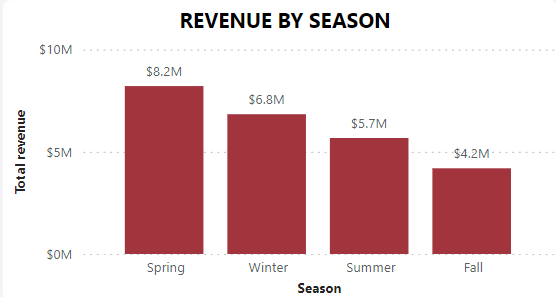 REVENUE BY SEASON
$10M
$8.2M
$6.8M
$5.7M
$5M
$4.2M
$0M
Total revenue
Spring Winter Summer Fall
Season